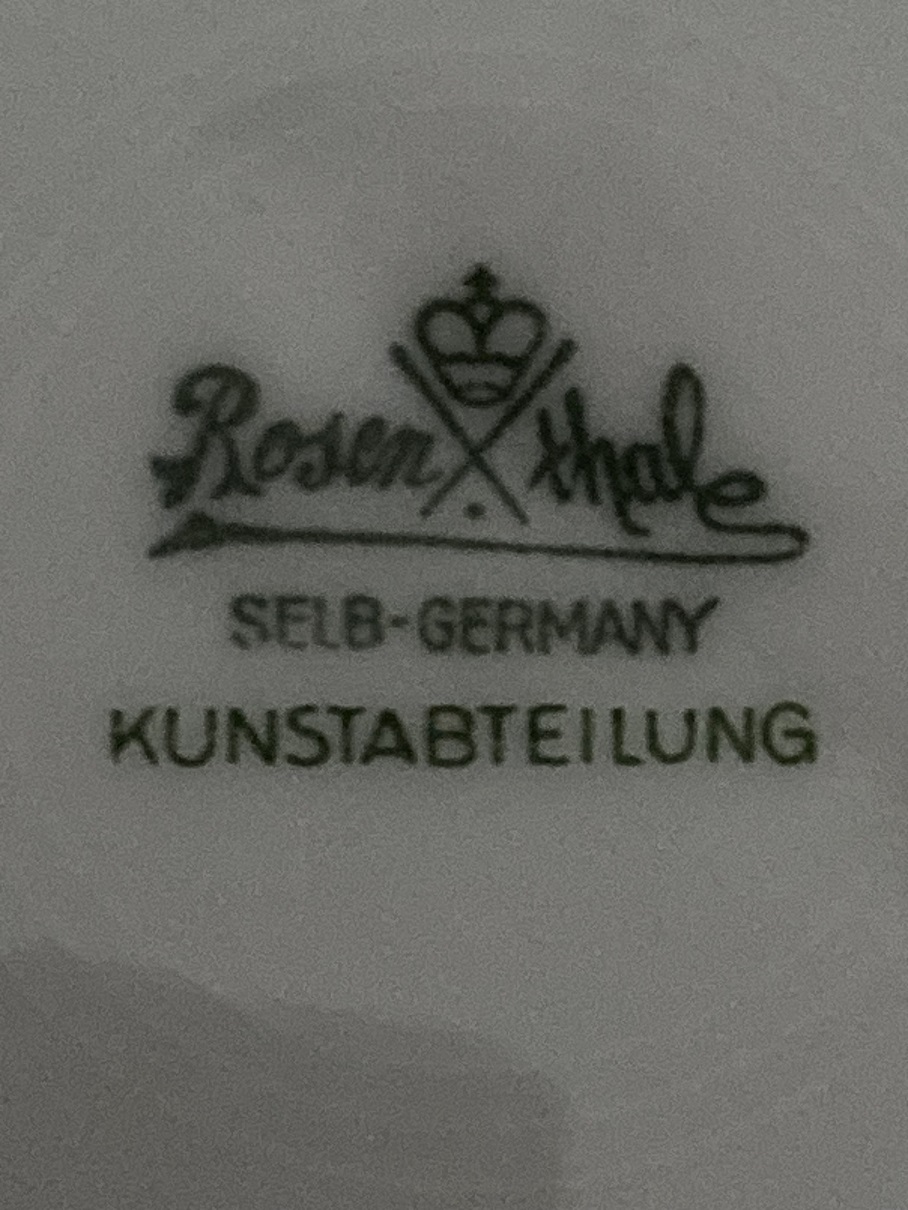 Rosenthal
SELB-GERMANY
KUNSTABTEILUNG